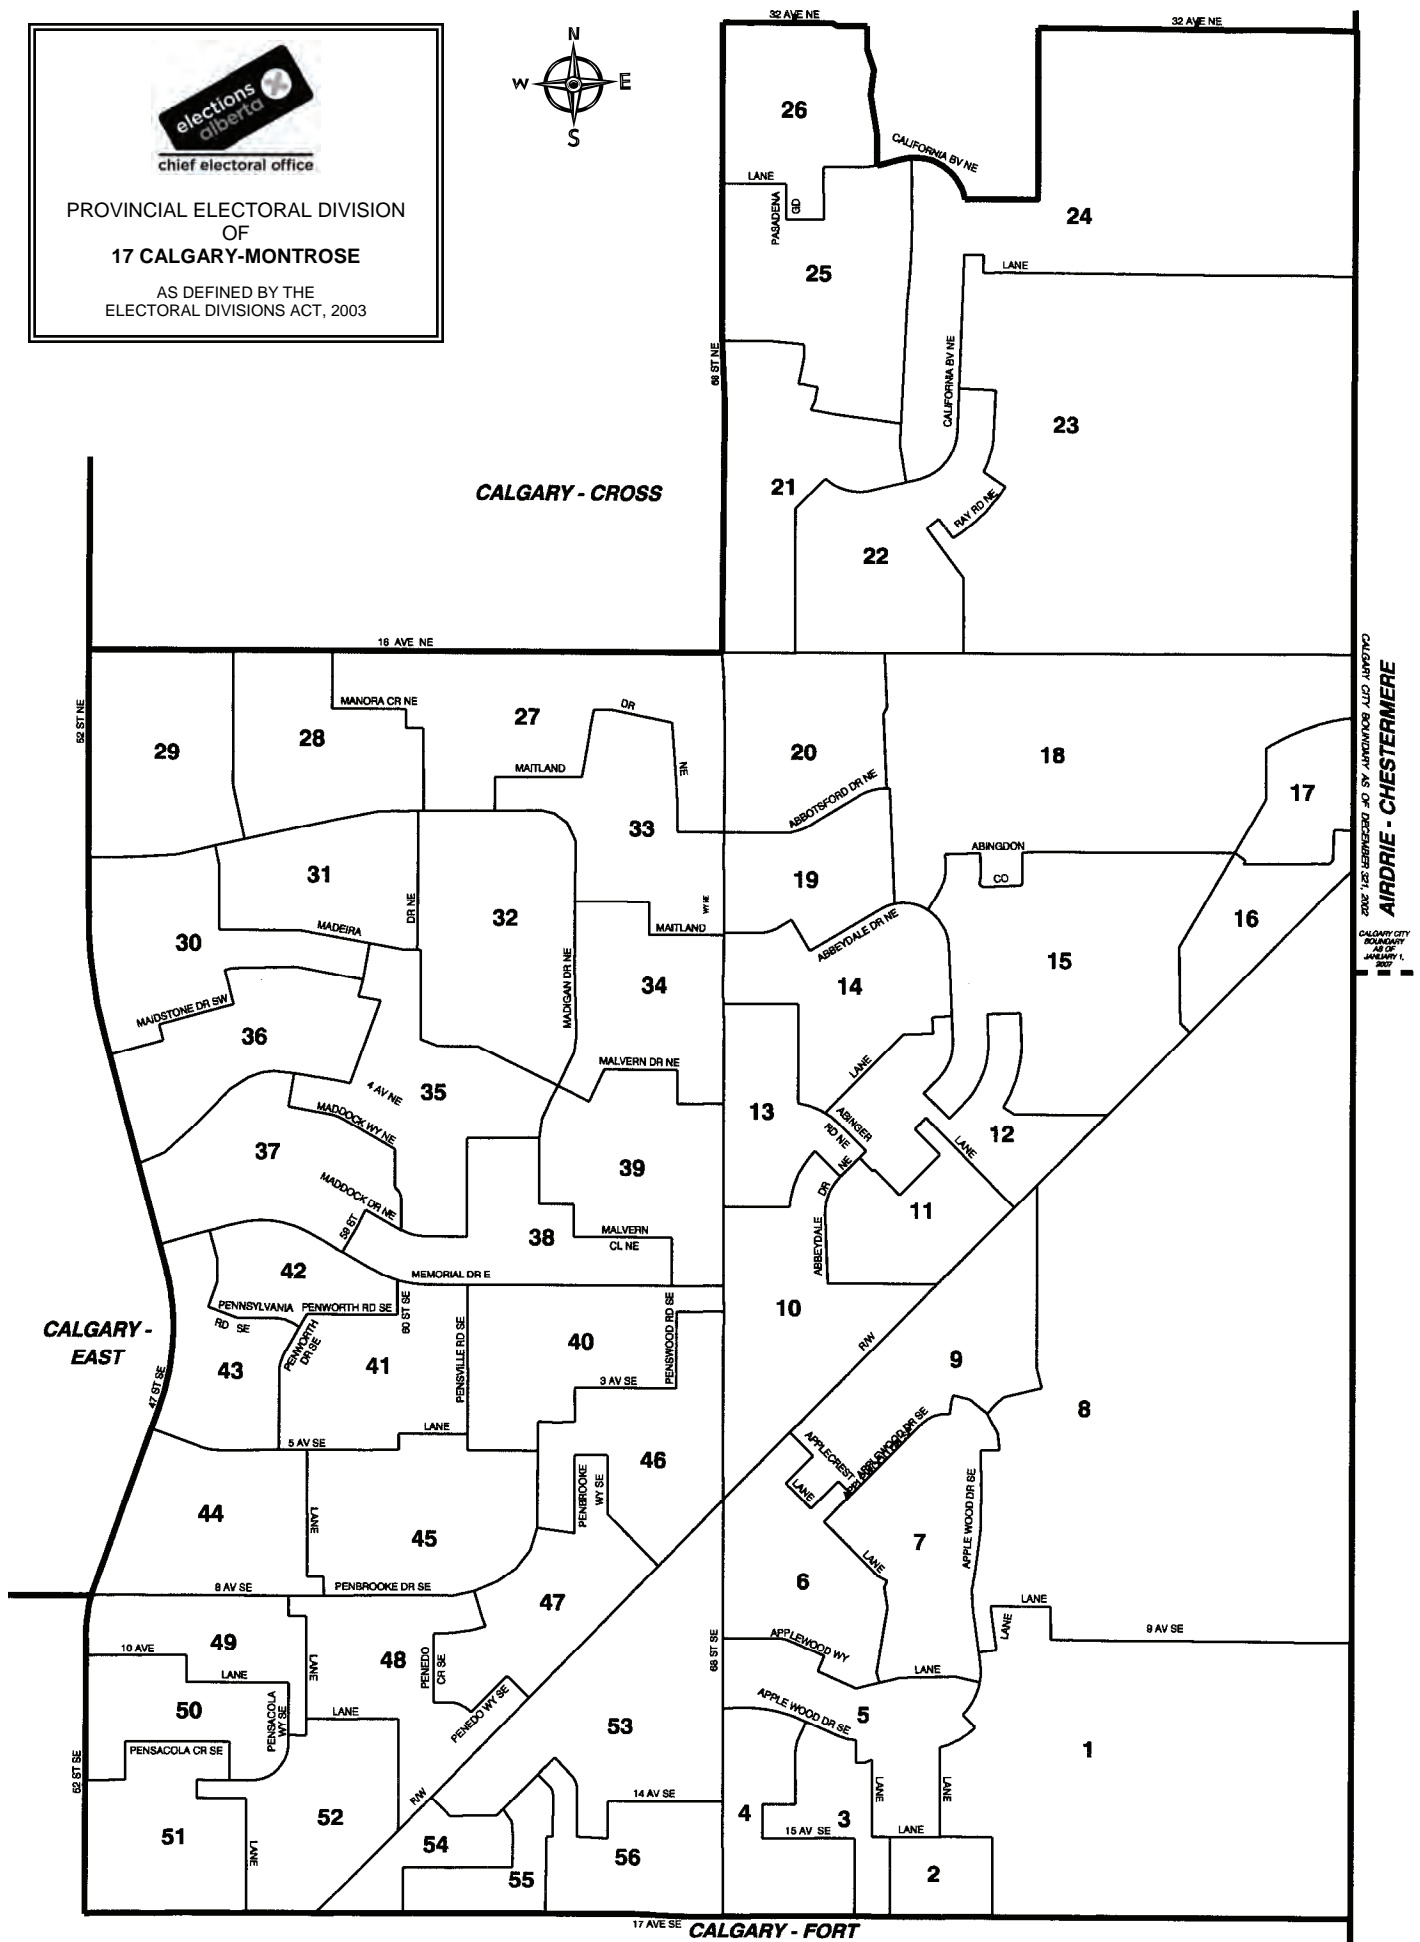 elections
alberta
chief electoral office
PROVINCIAL ELECTORAL DIVISION
OF
17 CALGARY-MONTROSE
AS DEFINED BY THE
ELECTORAL DIVISIONS ACT, 2003
N
W
E
S
32 AVE NE
32 AVE NE
26
CALIFORNIA BV NE
LANE
PASADENA
GD
24
25
LANE
68 ST NE
CALIFORNIA BV NE
23
CALGARY - CROSS
21
RAY RD NE
22
16 AVE NE
52 ST NE
MANORA CR NE
27
DR
29
28
MAITLAND
NE
20
18
17
ABBOTSFORD DR NE
33
CALGARY CITY BOUNDARY AS OF DECEMBER 321, 2002
AIRDRIE - CHESTERMERE
CALGARY CITY
BOUNDARY
AS OF
JANUARY 1,
2007
ABINGDON
CO
31
DR NE
32
19
WY NE
MADEIRA
MAITLAND
ABBEYDALE DR NE
16
30
15
MADIGAN DR NE
34
14
MAIDSTONE DR SW
36
MALVERN DR NE
LANE
4 AV NE
35
MADDOCK WY NE
13
ABINGER
RD NE
12
LANE
37
39
NE
DR
MADDOCK DR NE
59 ST
11
ABBEYDALE
38
MALVERN
CL NE
42
MEMORIAL DR E
10
PENNSYLVANIA
RD SE
PENWORTH RD SE
60 ST SE
CALGARY -
EAST
PENWORTH
DR SE
41
PENSVILLE RD SE
40
PENSWOOD RD SE
R/W
9
43
47 ST SE
3 AV SE
8
5 AV SE
LANE
APPLECREST
APPLEWOOD DR SE
46
PENBROOKE
WY SE
LANE
44
LANE
45
7
APPLE WOOD DR SE
LANE
6
8 AV SE
PENBROOKE DR SE
47
LANE
LANE
9 AV SE
68 ST SE
APPLEWOOD WY
49
10 AVE
LANE
48
PENEDO
CR SE
LANE
LANE
50
PENSACOLA
WY SE
LANE
PENEDO WY SE
53
APPLE WOOD DR SE
5
PENSACOLA CR SE
1
52 ST SE
R/W
14 AV SE
LANE
LANE
52
4
3
51
LANE
54
15 AV SE
LANE
56
55
2
17 AVE SE
CALGARY - FORT